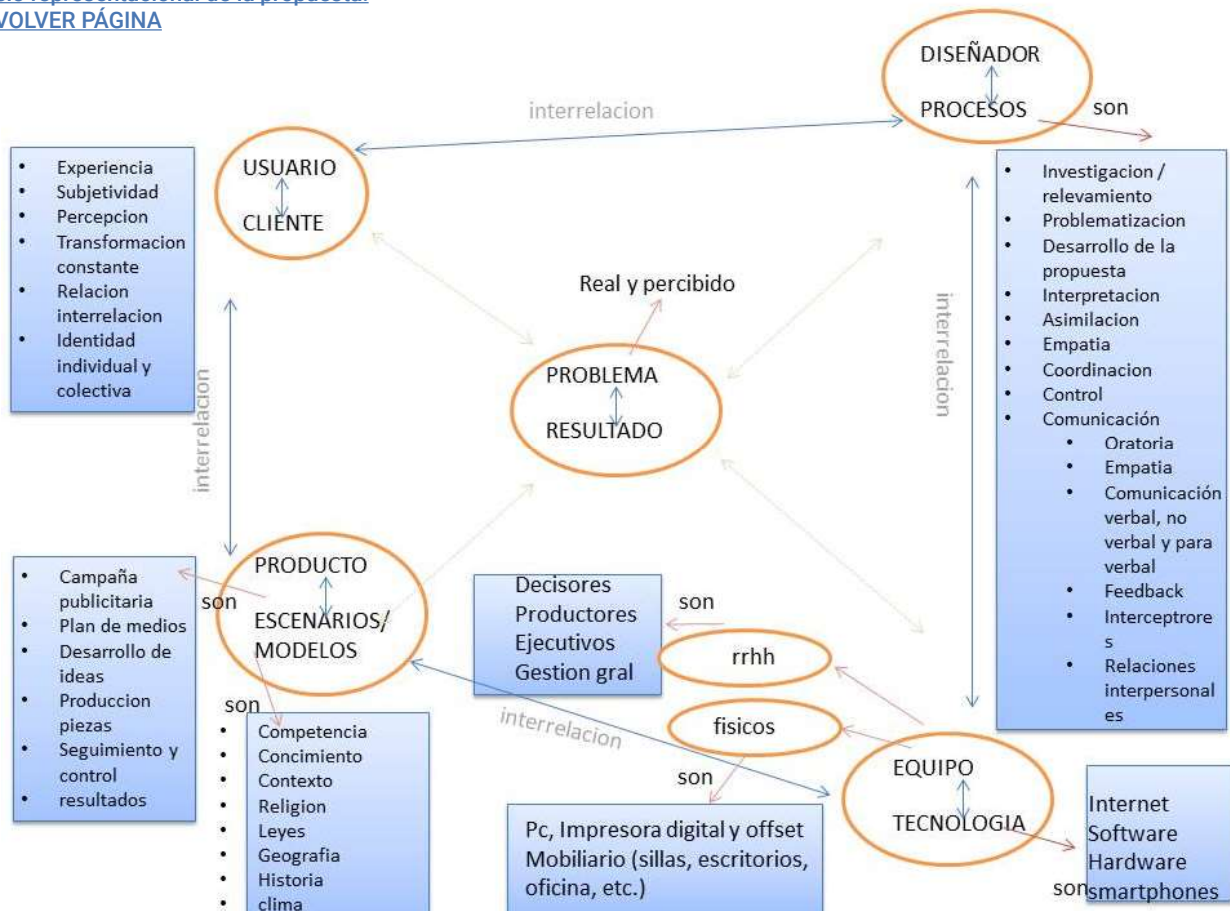 VOLVER PÁGINA
DISEÑADOR
PROCESOS
son
interrelacion
USUARIO
CLIENTE
• Experiencia
• Subjetividad
• Percepcion
• Transformacion
constante
• Relacion
interrelacion
• Identidad
individual y
colectiva
• Investigacion /
relevamiento
• Problematizacion
• Desarrollo de la
propuesta
• Interpretacion
• Asimilacion
• Empatia
• Coordinacion
• Control
• Comunicación
• Oratoria
• Empatia
• Comunicación
verbal, no
verbal y para
verbal
• Feedback
• Interceptrore
s
• Relaciones
interpersonal
es
interrelacion
interrelacion
Real y percibido
PROBLEMA
RESULTADO
PRODUCTO
ESCENARIOS/
MODELOS
son
• Campaña
publicitaria
• Plan de medios
• Desarrollo de
ideas
• Produccion
piezas
• Seguimiento y
control
• resultados
son
• Competencia
• Concimiento
• Contexto
• Religion
• Leyes
• Geografia
• Historia
• clima
Decisores
Productores
Ejecutivos
Gestion gral
son
rrhh
interrelacion
fisicos
son
Pc, Impresora digital y offset
Mobiliario (sillas, escritorios,
oficina, etc.)
EQUIPO
TECNOLOGIA
son
Internet
Software
Hardware
smartphones